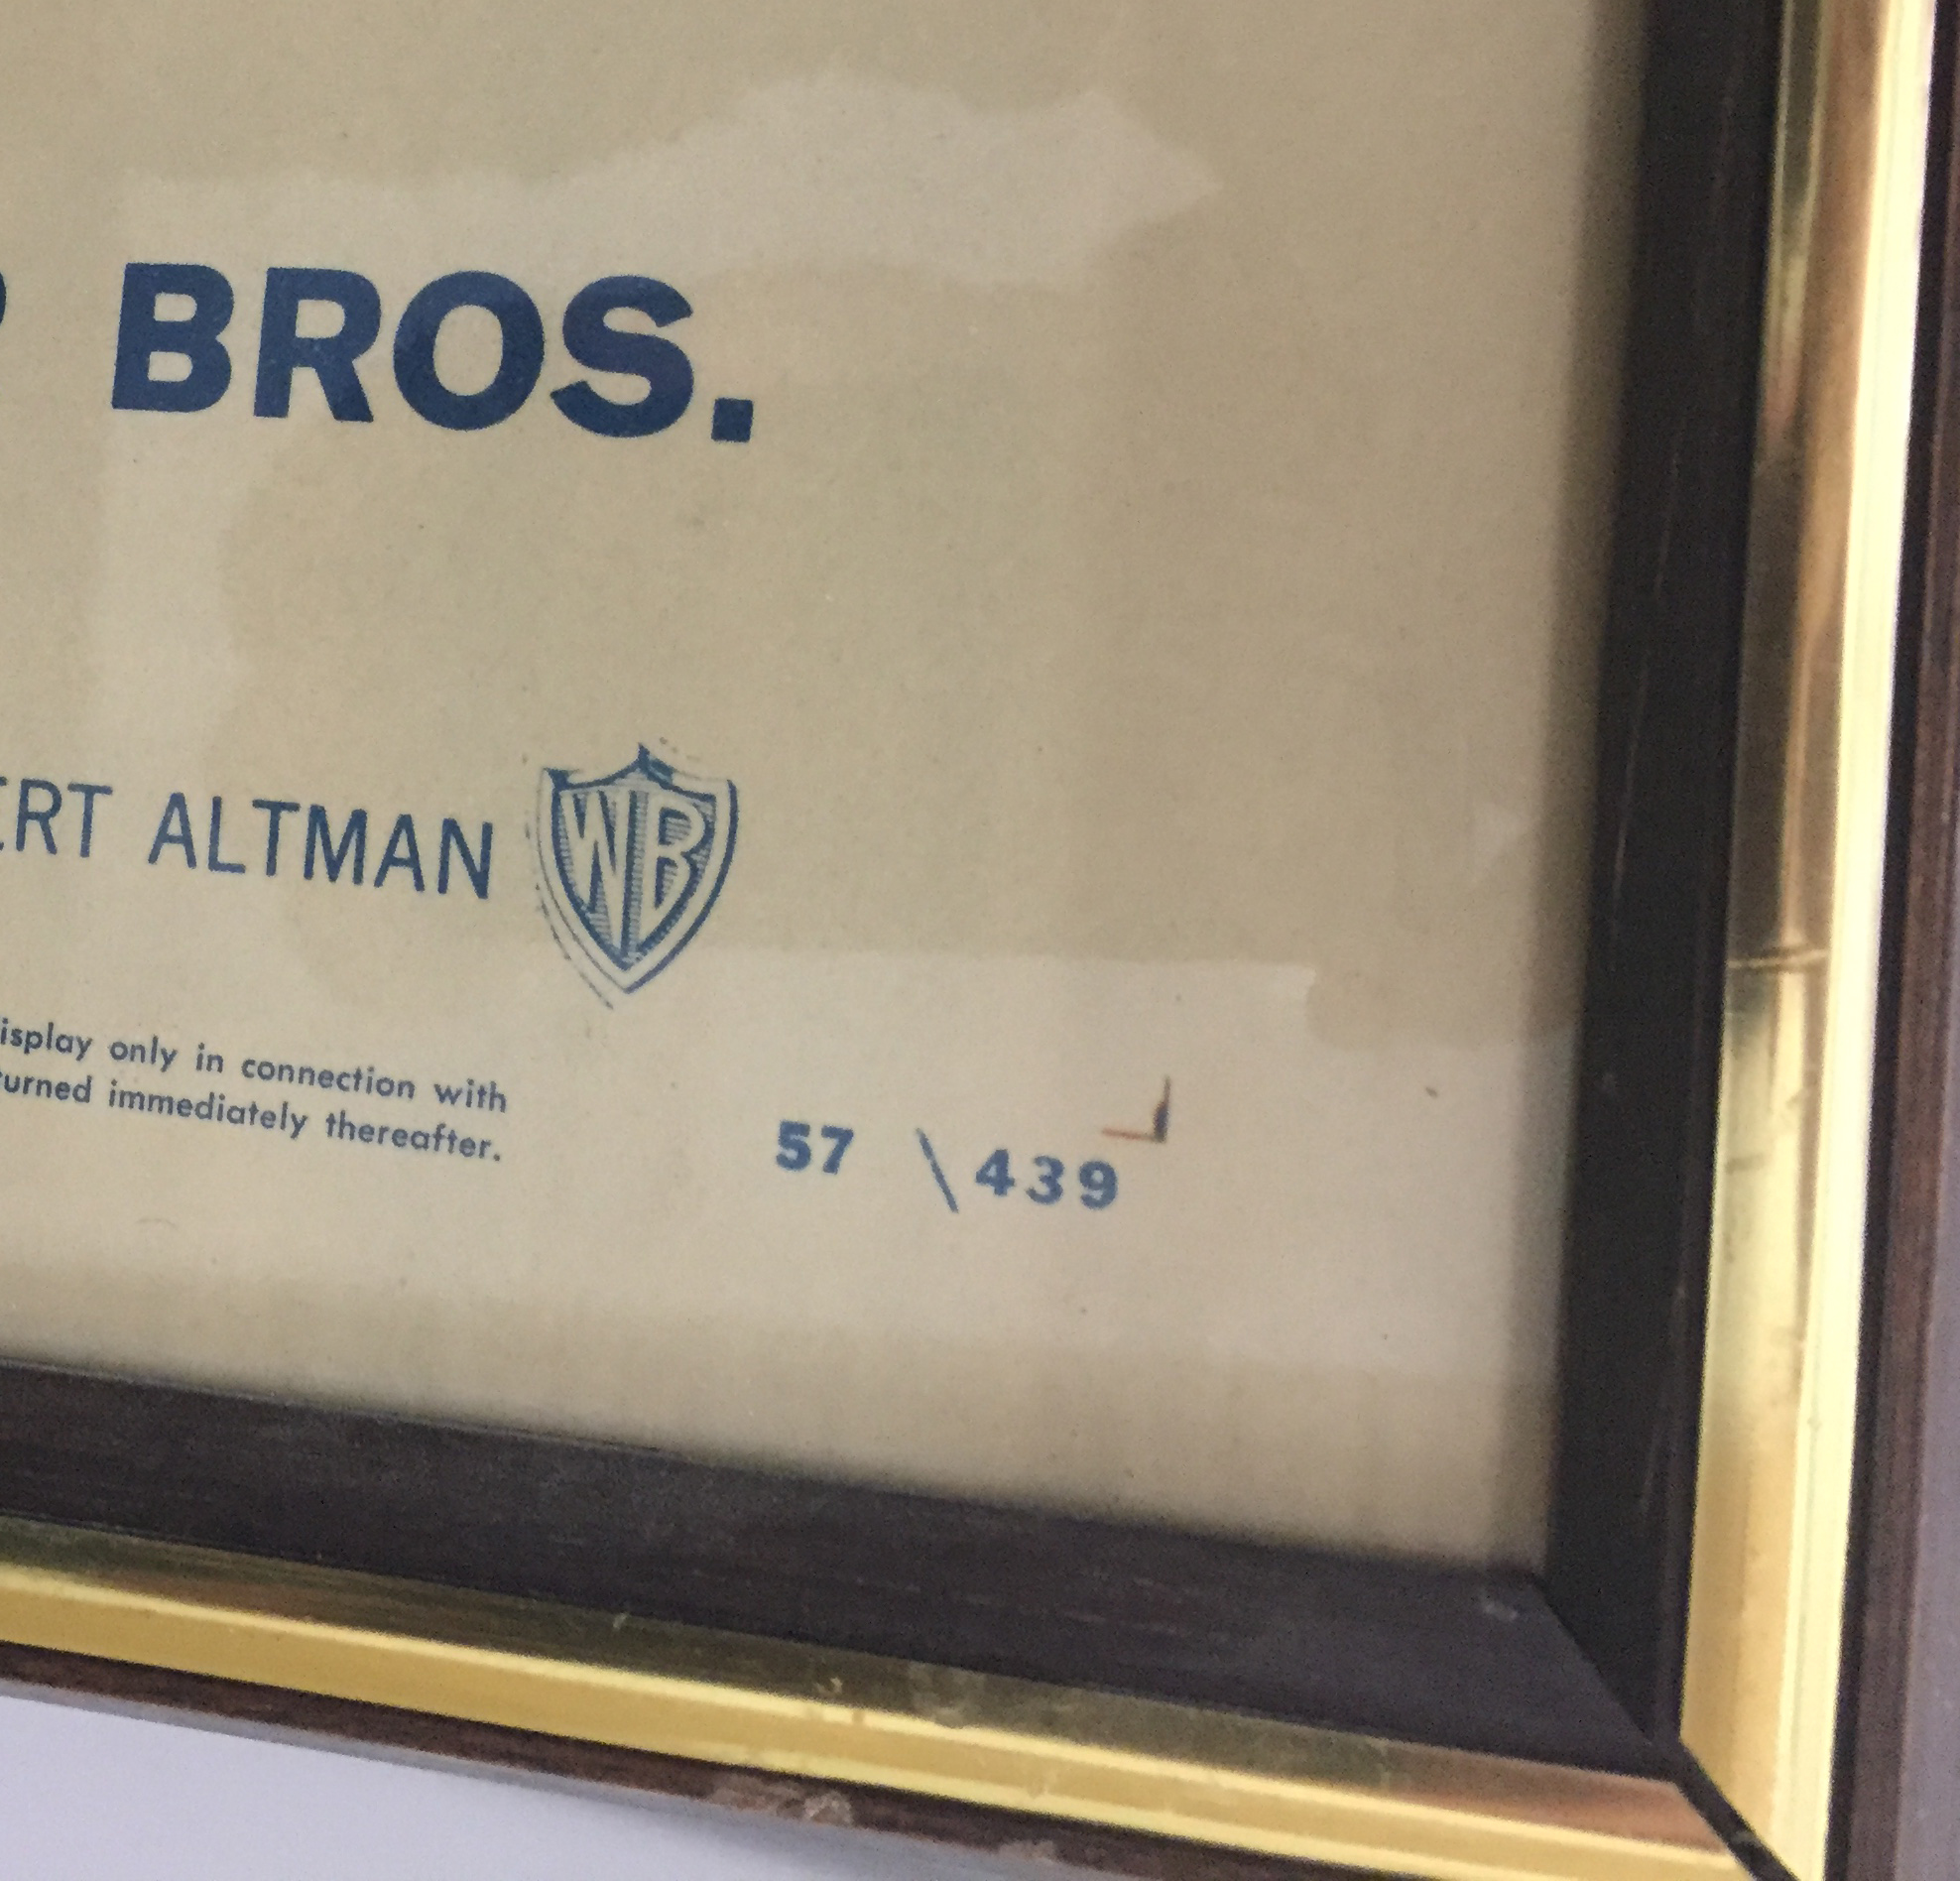 BROS.
ERT ALTMAN WB
isplay only in connection with
urned immediately thereafter.
57 \ 439